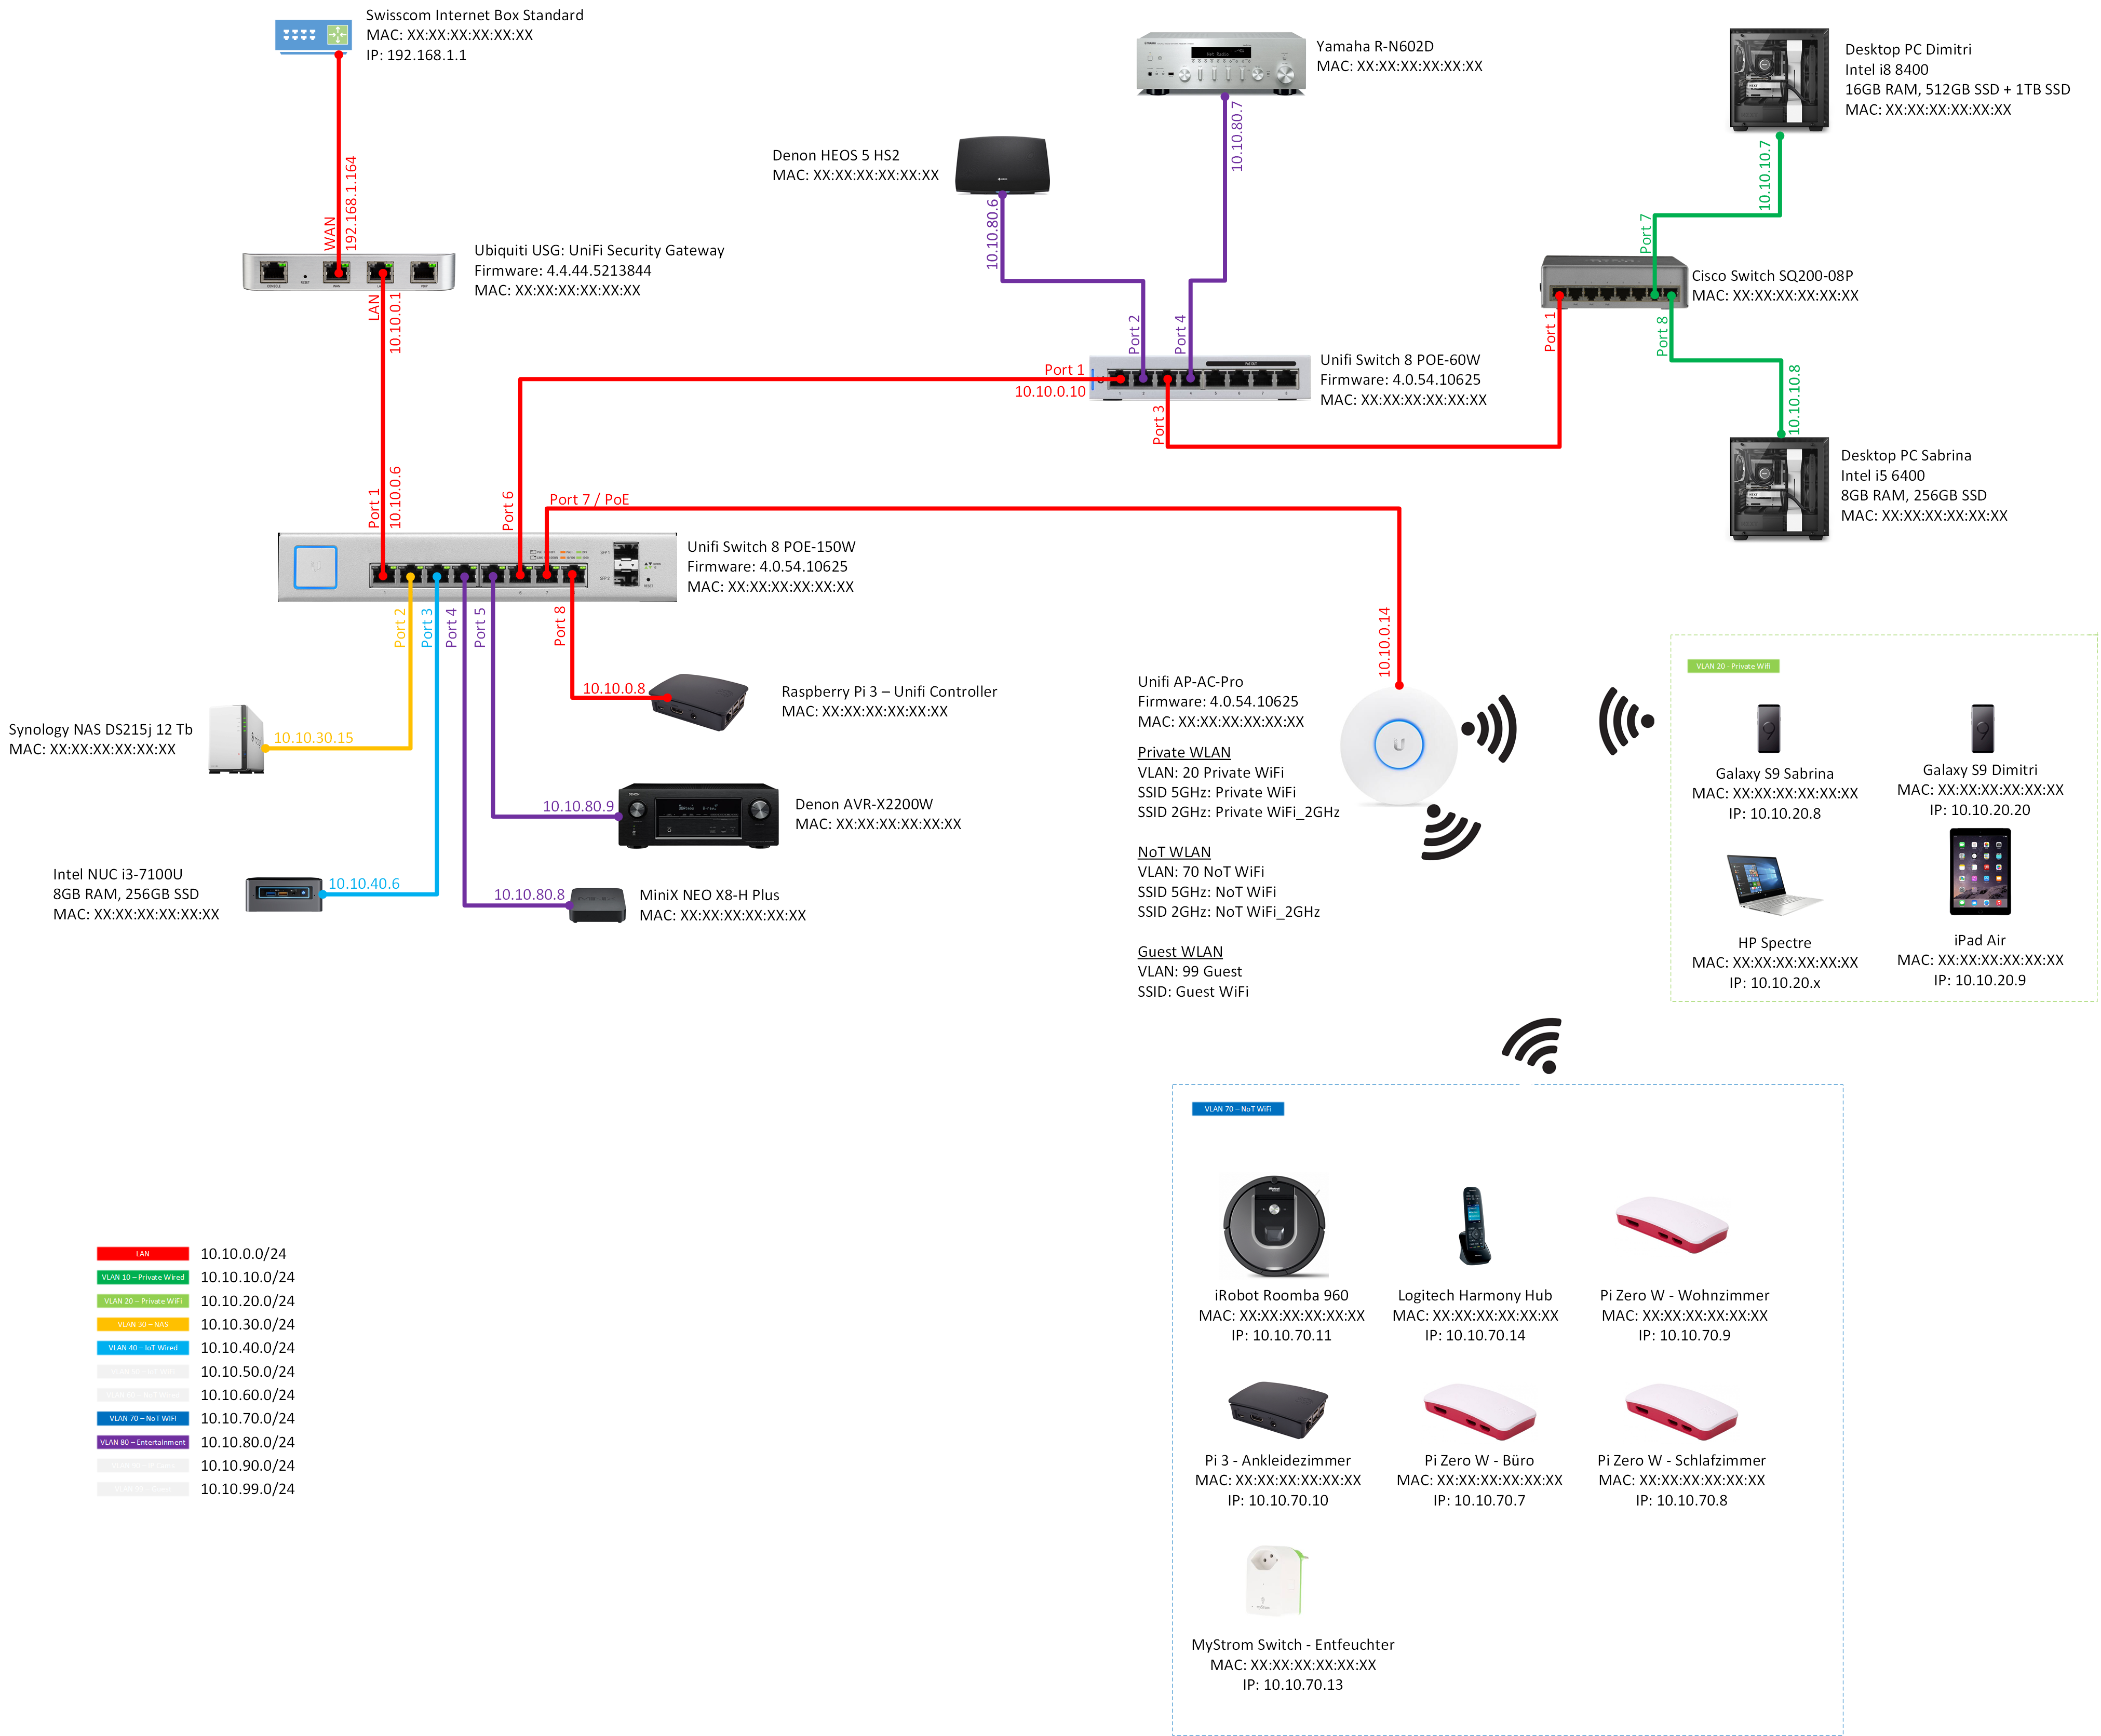 Swisscom Internet Box Standard
MAC: XX:XX:XX:XX:XX:XX
IP: 192.168.1.1
WAN
192.168.1.164
Ubiquiti USG: UniFi Security Gateway
Firmware: 4.4.44.5213844
MAC: XX:XX:XX:XX:XX:XX
LAN
10.10.0.1
Denon HEOS 5 HS2
MAC: XX:XX:XX:XX:XX:XX
10.10.80.6
Yamaha R-N602D
MAC: XX:XX:XX:XX:XX:XX
10.10.80.7
Desktop PC Dimitri
Intel i8 8400
16GB RAM, 512GB SSD + 1TB SSD
MAC: XX:XX:XX:XX:XX:XX
10.10.10.7
Port 7
Cisco Switch SQ200-08P
MAC: XX:XX:XX:XX:XX:XX
Port 1
Port 8
10.10.10.8
Desktop PC Sabrina
Intel i5 6400
8GB RAM, 256GB SSD
MAC: XX:XX:XX:XX:XX:XX
Port 2
Port 4
Port 1
10.10.0.10
Port 3
Unifi Switch 8 POE-60W
Firmware: 4.0.54.10625
MAC: XX:XX:XX:XX:XX:XX
Port 1
10.10.0.6
Port 6
Port 7 / PoE
Unifi Switch 8 POE-150W
Firmware: 4.0.54.10625
MAC: XX:XX:XX:XX:XX:XX
Port 2
Port 3
Port 4
Port 5
Port 8
10.10.0.8
Raspberry Pi 3 – Unifi Controller
MAC: XX:XX:XX:XX:XX:XX
Synology NAS DS215j 12 Tb
MAC: XX:XX:XX:XX:XX:XX
10.10.30.15
10.10.80.9
Denon AVR-X2200W
MAC: XX:XX:XX:XX:XX:XX
Intel NUC i3-7100U
8GB RAM, 256GB SSD
MAC: XX:XX:XX:XX:XX:XX
10.10.40.6
10.10.80.8
MiniX NEO X8-H Plus
MAC: XX:XX:XX:XX:XX:XX
10.10.0.14
Unifi AP-AC-Pro
Firmware: 4.0.54.10625
MAC: XX:XX:XX:XX:XX:XX
Private WLAN
VLAN: 20 Private WiFi
SSID 5GHz: Private WiFi
SSID 2GHz: Private WiFi_2GHz
NoT WLAN
VLAN: 70 NoT WiFi
SSID 5GHz: NoT WiFi
SSID 2GHz: NoT WiFi_2GHz
Guest WLAN
VLAN: 99 Guest
SSID: Guest WiFi
VLAN 20 - Private Wifi
Galaxy S9 Sabrina
MAC: XX:XX:XX:XX:XX:XX
IP: 10.10.20.8
Galaxy S9 Dimitri
MAC: XX:XX:XX:XX:XX:XX
IP: 10.10.20.20
HP Spectre
MAC: XX:XX:XX:XX:XX:XX
IP: 10.10.20.x
iPad Air
MAC: XX:XX:XX:XX:XX:XX
IP: 10.10.20.9
VLAN 70 – NoT WiFi
iRobot Roomba 960
MAC: XX:XX:XX:XX:XX:XX
IP: 10.10.70.11
Logitech Harmony Hub
MAC: XX:XX:XX:XX:XX:XX
IP: 10.10.70.14
Pi Zero W - Wohnzimmer
MAC: XX:XX:XX:XX:XX:XX
IP: 10.10.70.9
Pi 3 - Ankleidezimmer
MAC: XX:XX:XX:XX:XX:XX
IP: 10.10.70.10
Pi Zero W - Büro
MAC: XX:XX:XX:XX:XX:XX
IP: 10.10.70.7
Pi Zero W - Schlafzimmer
MAC: XX:XX:XX:XX:XX:XX
IP: 10.10.70.8
MyStrom Switch - Entfeuchter
MAC: XX:XX:XX:XX:XX:XX
IP: 10.10.70.13
LAN 10.10.0.0/24
VLAN 10 – Private Wired 10.10.10.0/24
VLAN 20 – Private WiFi 10.10.20.0/24
VLAN 30 – NAS 10.10.30.0/24
VLAN 40 – IoT Wired 10.10.40.0/24
10.10.50.0/24
10.10.60.0/24
VLAN 70 – NoT WiFi 10.10.70.0/24
VLAN 80 – Entertainment 10.10.80.0/24
10.10.90.0/24
10.10.99.0/24